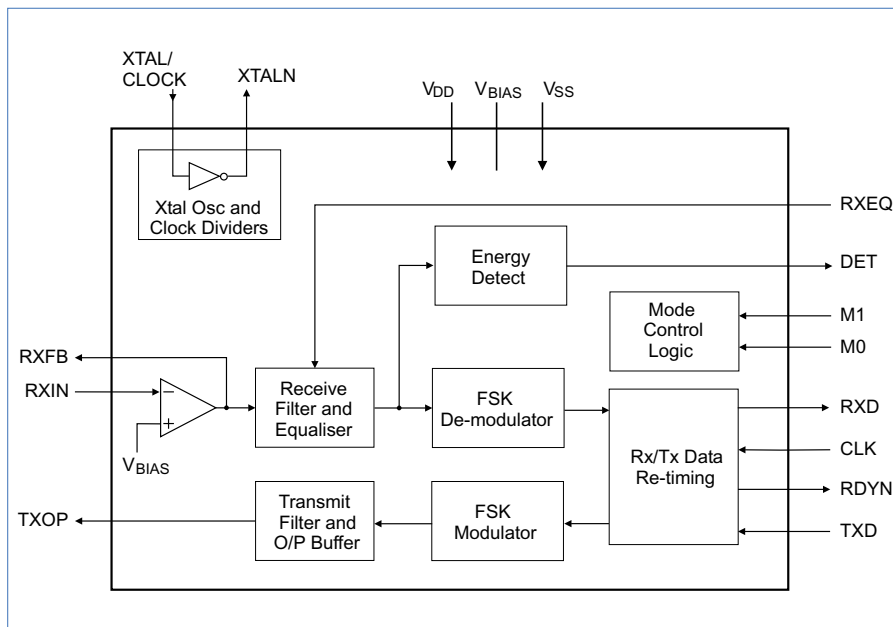 XTAL/
CLOCK
XTALN
VDD
VBIAS
VSS
Xtal Osc and
Clock Dividers
RXEQ
Energy
Detect
DET
Mode
Control
Logic
M1
M0
RXFB
RXIN
−
+
VBIAS
Receive
Filter and
Equaliser
FSK
De-modulator
Rx/Tx Data
Re-timing
RXD
CLK
RDYN
TXD
TXOP
Transmit
Filter and
O/P Buffer
FSK
Modulator